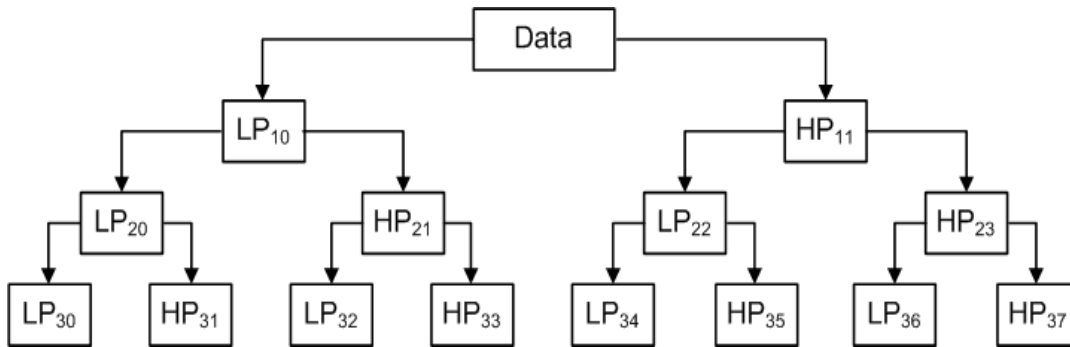 Data
LP₁₀ HP₁₁
LP₂₀ HP₂₁ LP₂₂ HP₂₃
LP₃₀ HP₃₁ LP₃₂ HP₃₃ LP₃₄ HP₃₅ LP₃₆ HP₃₇